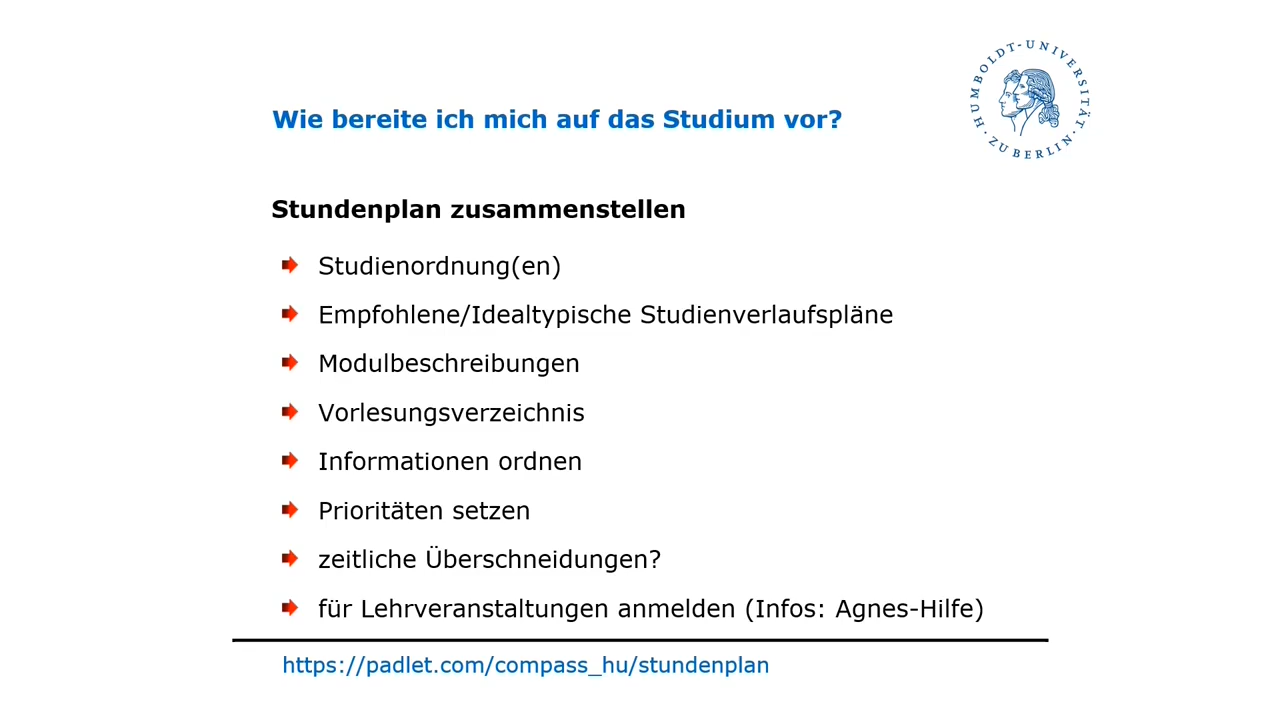 HUMBOLDT-UNIVERSITÄT · ZU BERLIN ·
Wie bereite ich mich auf das Studium vor?
Stundenplan zusammenstellen
Studienordnung(en)
Empfohlene/Idealtypische Studienverlaufspläne
Modulbeschreibungen
Vorlesungsverzeichnis
Informationen ordnen
Prioritäten setzen
zeitliche Überschneidungen?
für Lehrveranstaltungen anmelden (Infos: Agnes-Hilfe)
https://padlet.com/compass_hu/stundenplan